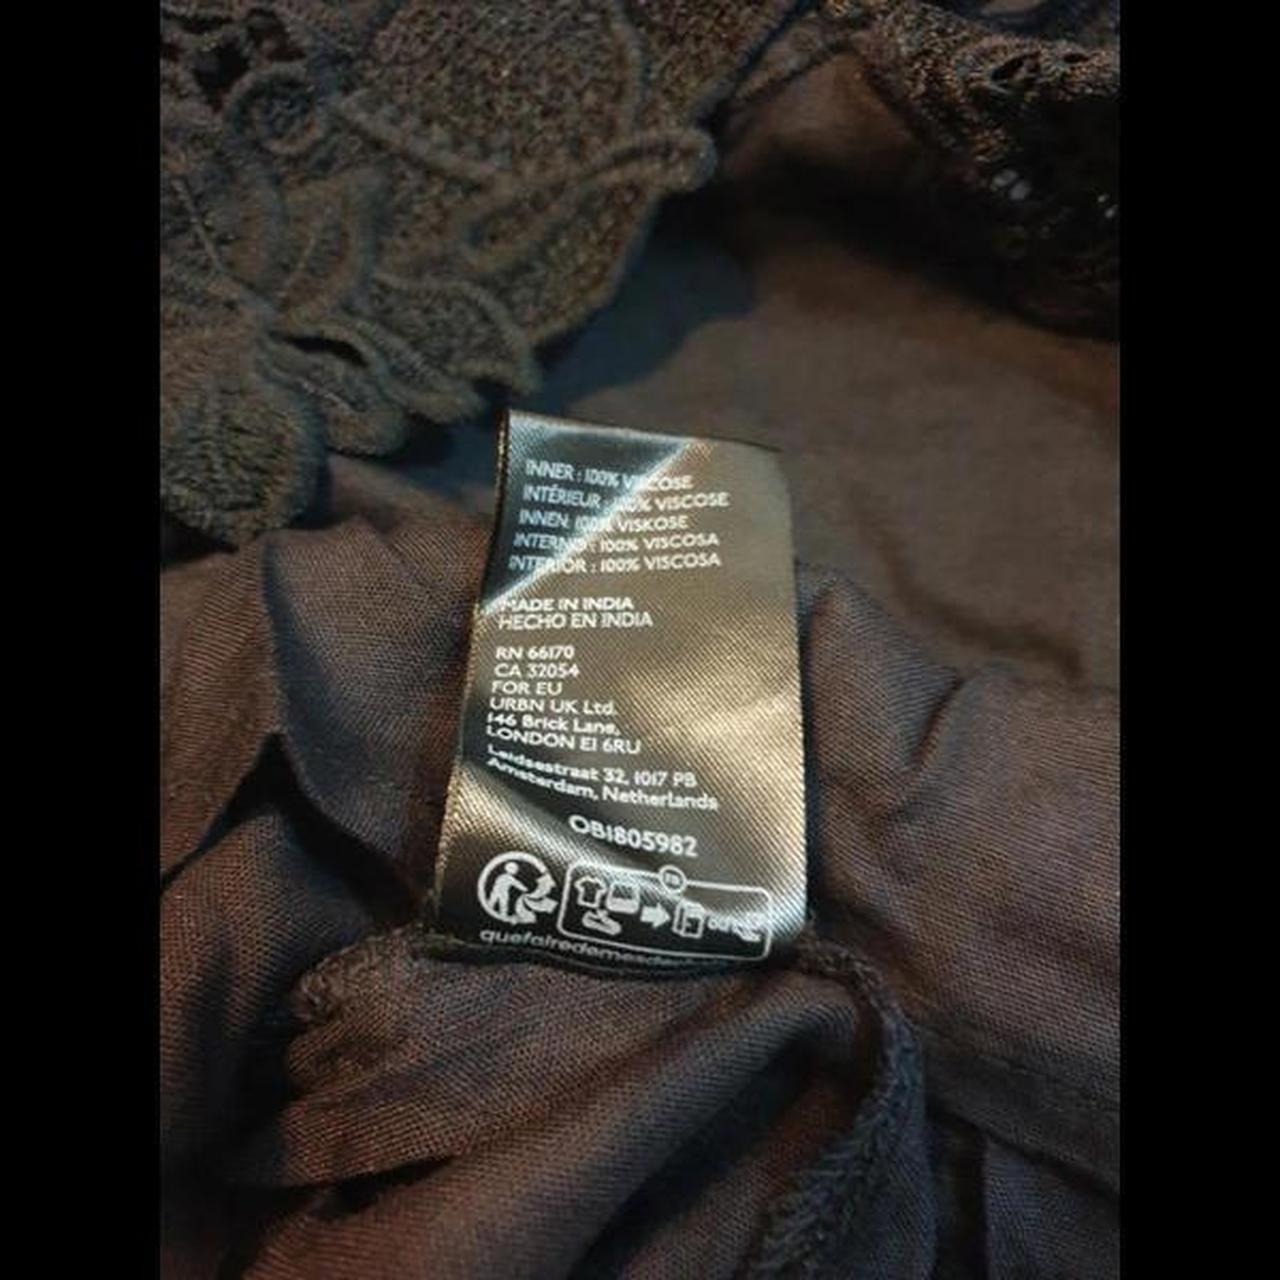 INNER : 100% VISCOSE
INTÉRIEUR : 100% VISCOSE
INNEN: 100% VISKOSE
INTERNO : 100% VISCOSA
INTERIOR : 100% VISCOSA
MADE IN INDIA
HECHO EN INDIA
RN 66170
CA 32054
FOR EU
URBN UK Ltd.
146 Brick Lane,
LONDON E1 6RU
Leidsestraat 32, 1017 PB
Amsterdam, Netherlands
OB1805982
FR